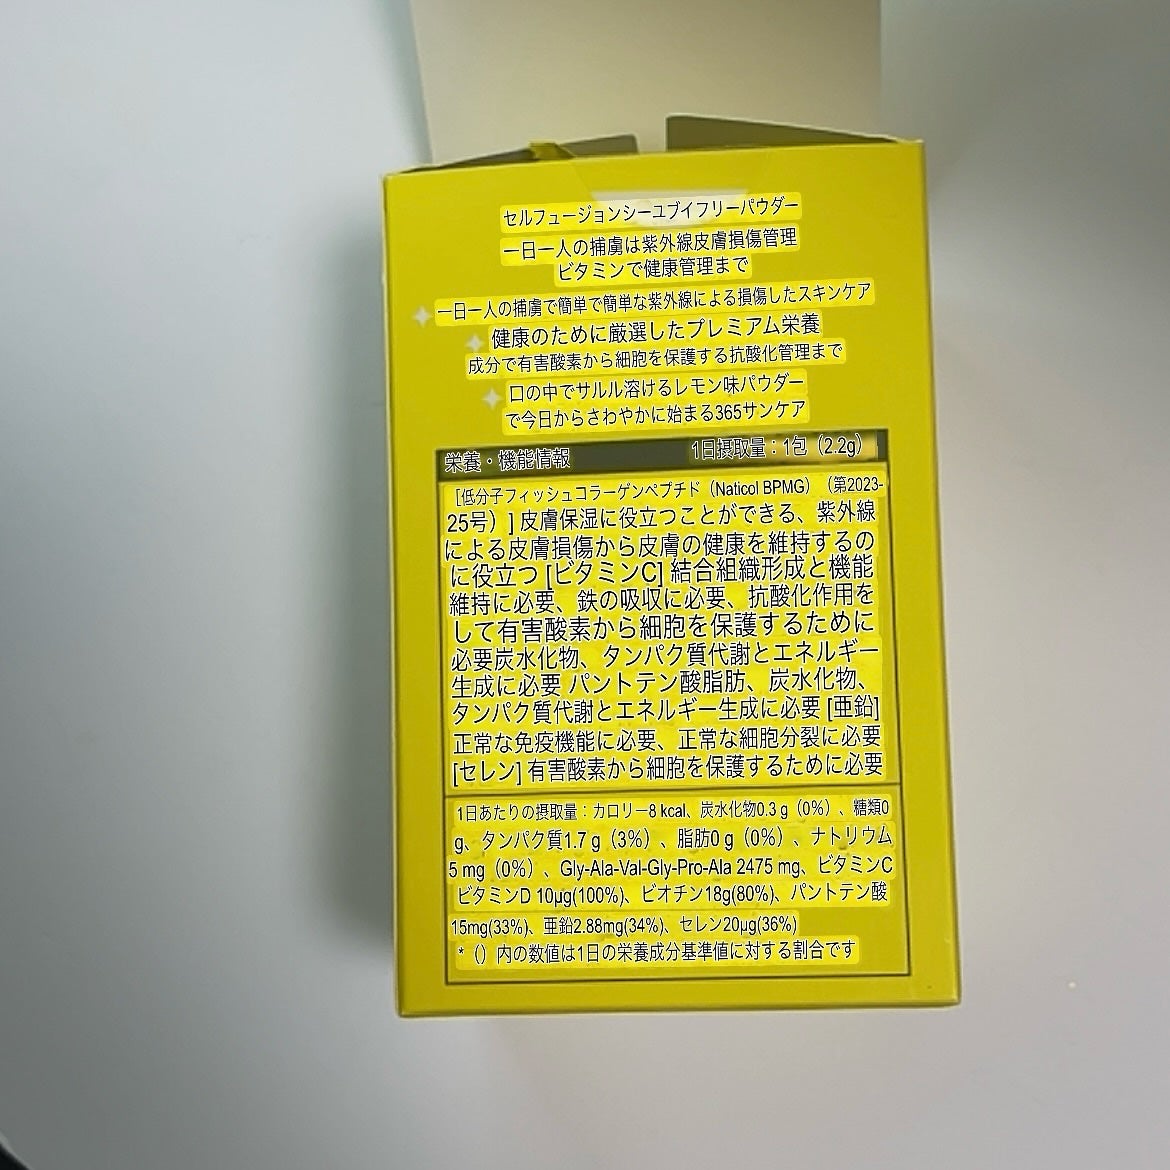 セルフュージョンシーユブイフリーパウダー
一日一人の捕虜は紫外線皮膚損傷管理
ビタミンで健康管理まで
一日一人の捕虜で簡単で簡単な紫外線による損傷したスキンケア
健康のために厳選したプレミアム栄養
成分で有害酸素から細胞を保護する抗酸化管理まで
口の中でサルル溶けるレモン味パウダー
で今日からさわやかに始まる365サンケア
栄養・機能情報 1日摂取量：1包（2.2g）
［低分子フィッシュコラーゲンペプチド（Naticol BPMG）（第2023-
25号）] 皮膚保湿に役立つことができる、紫外線
による皮膚損傷から皮膚の健康を維持するの
に役立つ [ビタミンC] 結合組織形成と機能
維持に必要、鉄の吸収に必要、抗酸化作用を
して有害酸素から細胞を保護するために
必要炭水化物、タンパク質代謝とエネルギー
生成に必要 パントテン酸脂肪、炭水化物、
タンパク質代謝とエネルギー生成に必要 [亜鉛]
正常な免疫機能に必要、正常な細胞分裂に必要
[セレン] 有害酸素から細胞を保護するために必要
1日あたりの摂取量：カロリー8 kcal、炭水化物0.3 g（0%）、糖類0
g、タンパク質1.7 g（3%）、脂肪0 g（0%）、ナトリウム
5 mg（0%）、Gly-Ala-Val-Gly-Pro-Ala 2475 mg、ビタミンC
ビタミンD 10μg(100%)、ビオチン18g(80%)、パントテン酸
15mg(33%)、亜鉛2.88mg(34%)、セレン20μg(36%)
*（）内の数値は1日の栄養成分基準値に対する割合です